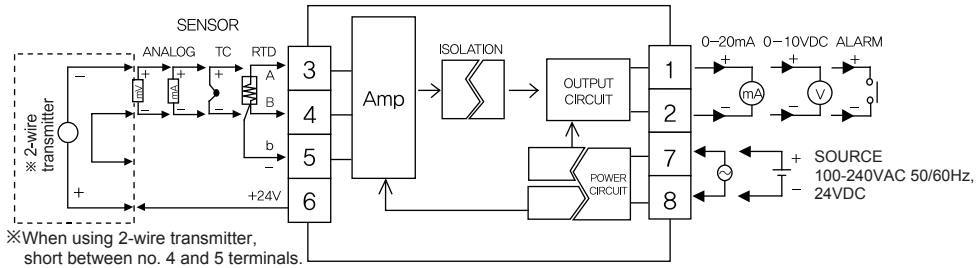 SENSOR
ANALOG TC RTD
ISOLATION
0-20mA 0-10VDC ALARM
- + + + A
mV mA
- - - B
b
-
+
+24V
※ 2-wire
transmitter
3
4
5
6
Amp
OUTPUT
CIRCUIT
POWER
CIRCUIT
1
2
7
8
+ +
mA V
- -
+
-
SOURCE
100-240VAC 50/60Hz,
24VDC
※When using 2-wire transmitter,
short between no. 4 and 5 terminals.